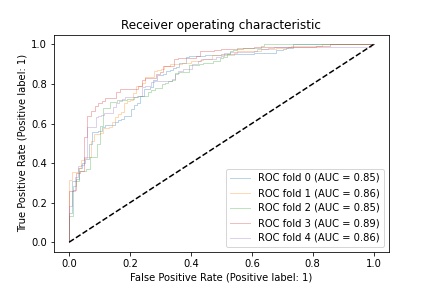 Receiver operating characteristic
True Positive Rate (Positive label: 1)
1.0
0.8
0.6
0.4
0.2
0.0
ROC fold 0 (AUC = 0.85)
ROC fold 1 (AUC = 0.86)
ROC fold 2 (AUC = 0.85)
ROC fold 3 (AUC = 0.89)
ROC fold 4 (AUC = 0.86)
0.0 0.2 0.4 0.6 0.8 1.0
False Positive Rate (Positive label: 1)